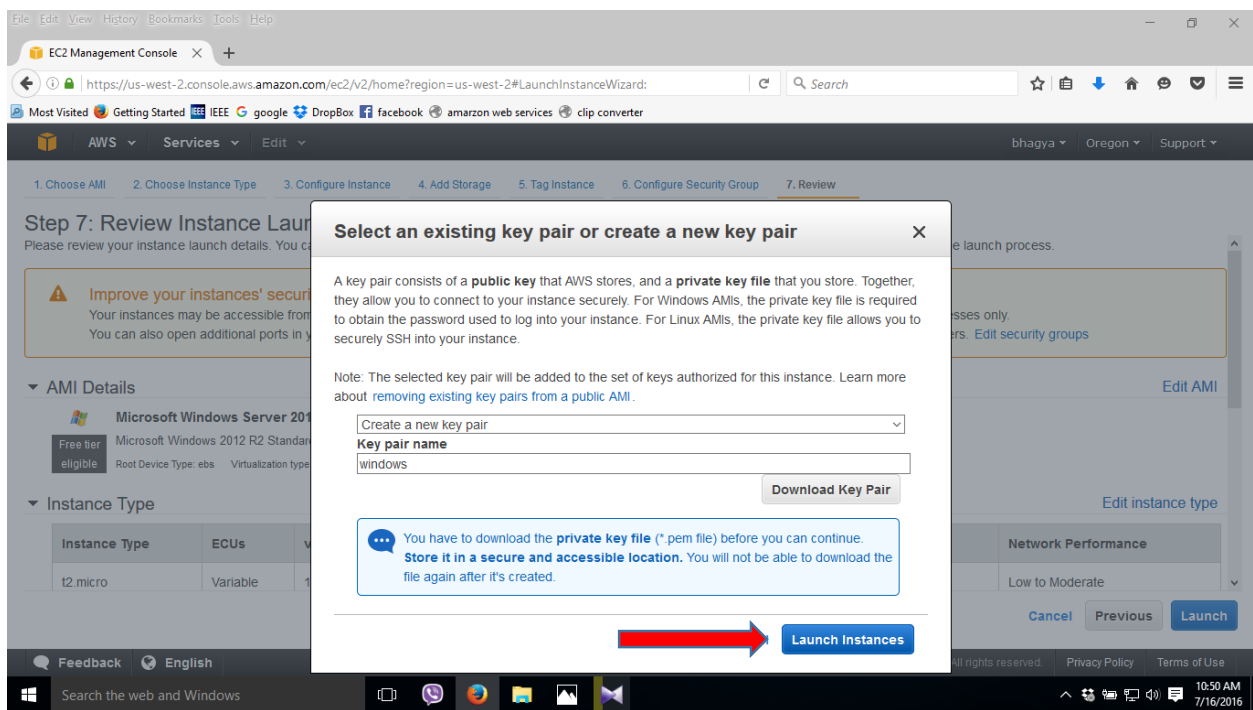 File Edit View History Bookmarks Tools Help
EC2 Management Console
https://us-west-2.console.aws.amazon.com/ec2/v2/home?region=us-west-2#LaunchInstanceWizard:
Search
Most Visited Getting Started IEEE IEEE G google DropBox facebook amarzon web services clip converter
AWS Services Edit bhagya Oregon Support
1. Choose AMI 2. Choose Instance Type 3. Configure Instance 4. Add Storage 5. Tag Instance 6. Configure Security Group 7. Review
Step 7: Review Instance Laun
Please review your instance launch details. You ca e launch process.
Improve your instances' securi
Your instances may be accessible from esses only.
You can also open additional ports in y ers. Edit security groups
AMI Details Edit AMI
Microsoft Windows Server 201
Free tier eligible
Microsoft Windows 2012 R2 Standar
Root Device Type: ebs Virtualization type
Instance Type Edit instance type
Instance Type ECUs v Network Performance
t2.micro Variable 1 Low to Moderate
Cancel Previous Launch
Select an existing key pair or create a new key pair
A key pair consists of a public key that AWS stores, and a private key file that you store. Together,
they allow you to connect to your instance securely. For Windows AMIs, the private key file is required
to obtain the password used to log into your instance. For Linux AMIs, the private key file allows you to
securely SSH into your instance.
Note: The selected key pair will be added to the set of keys authorized for this instance. Learn more
about removing existing key pairs from a public AMI.
Create a new key pair
Key pair name
windows
Download Key Pair
You have to download the private key file (*.pem file) before you can continue.
Store it in a secure and accessible location. You will not be able to download the
file again after it's created.
Launch Instances
Feedback English All rights reserved. Privacy Policy Terms of Use
Search the web and Windows
10:50 AM
7/16/2016